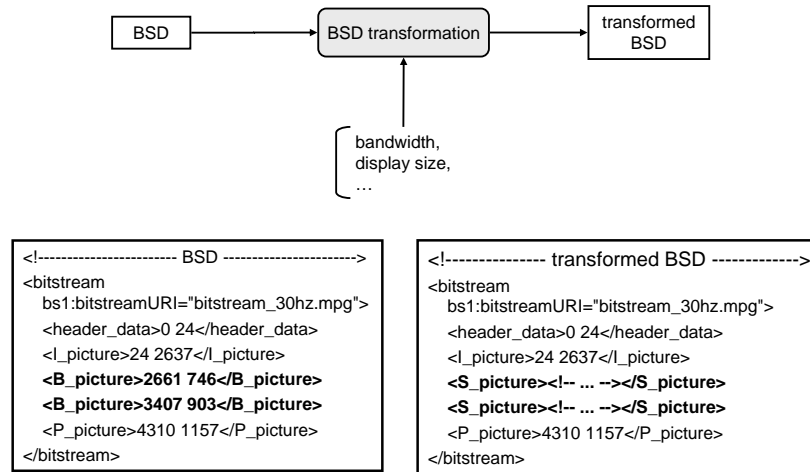 BSD
BSD transformation
transformed
BSD
bandwidth,
display size,
…
<!------------------------ BSD ----------------------->
<bitstream
bs1:bitstreamURI="bitstream_30hz.mpg">
<header_data>0 24</header_data>
<I_picture>24 2637</I_picture>
<B_picture>2661 746</B_picture>
<B_picture>3407 903</B_picture>
<P_picture>4310 1157</P_picture>
</bitstream>
<!--------------- transformed BSD ------------->
<bitstream
bs1:bitstreamURI="bitstream_30hz.mpg">
<header_data>0 24</header_data>
<I_picture>24 2637</I_picture>
<S_picture><!-- ... --></S_picture>
<S_picture><!-- ... --></S_picture>
<P_picture>4310 1157</P_picture>
</bitstream>